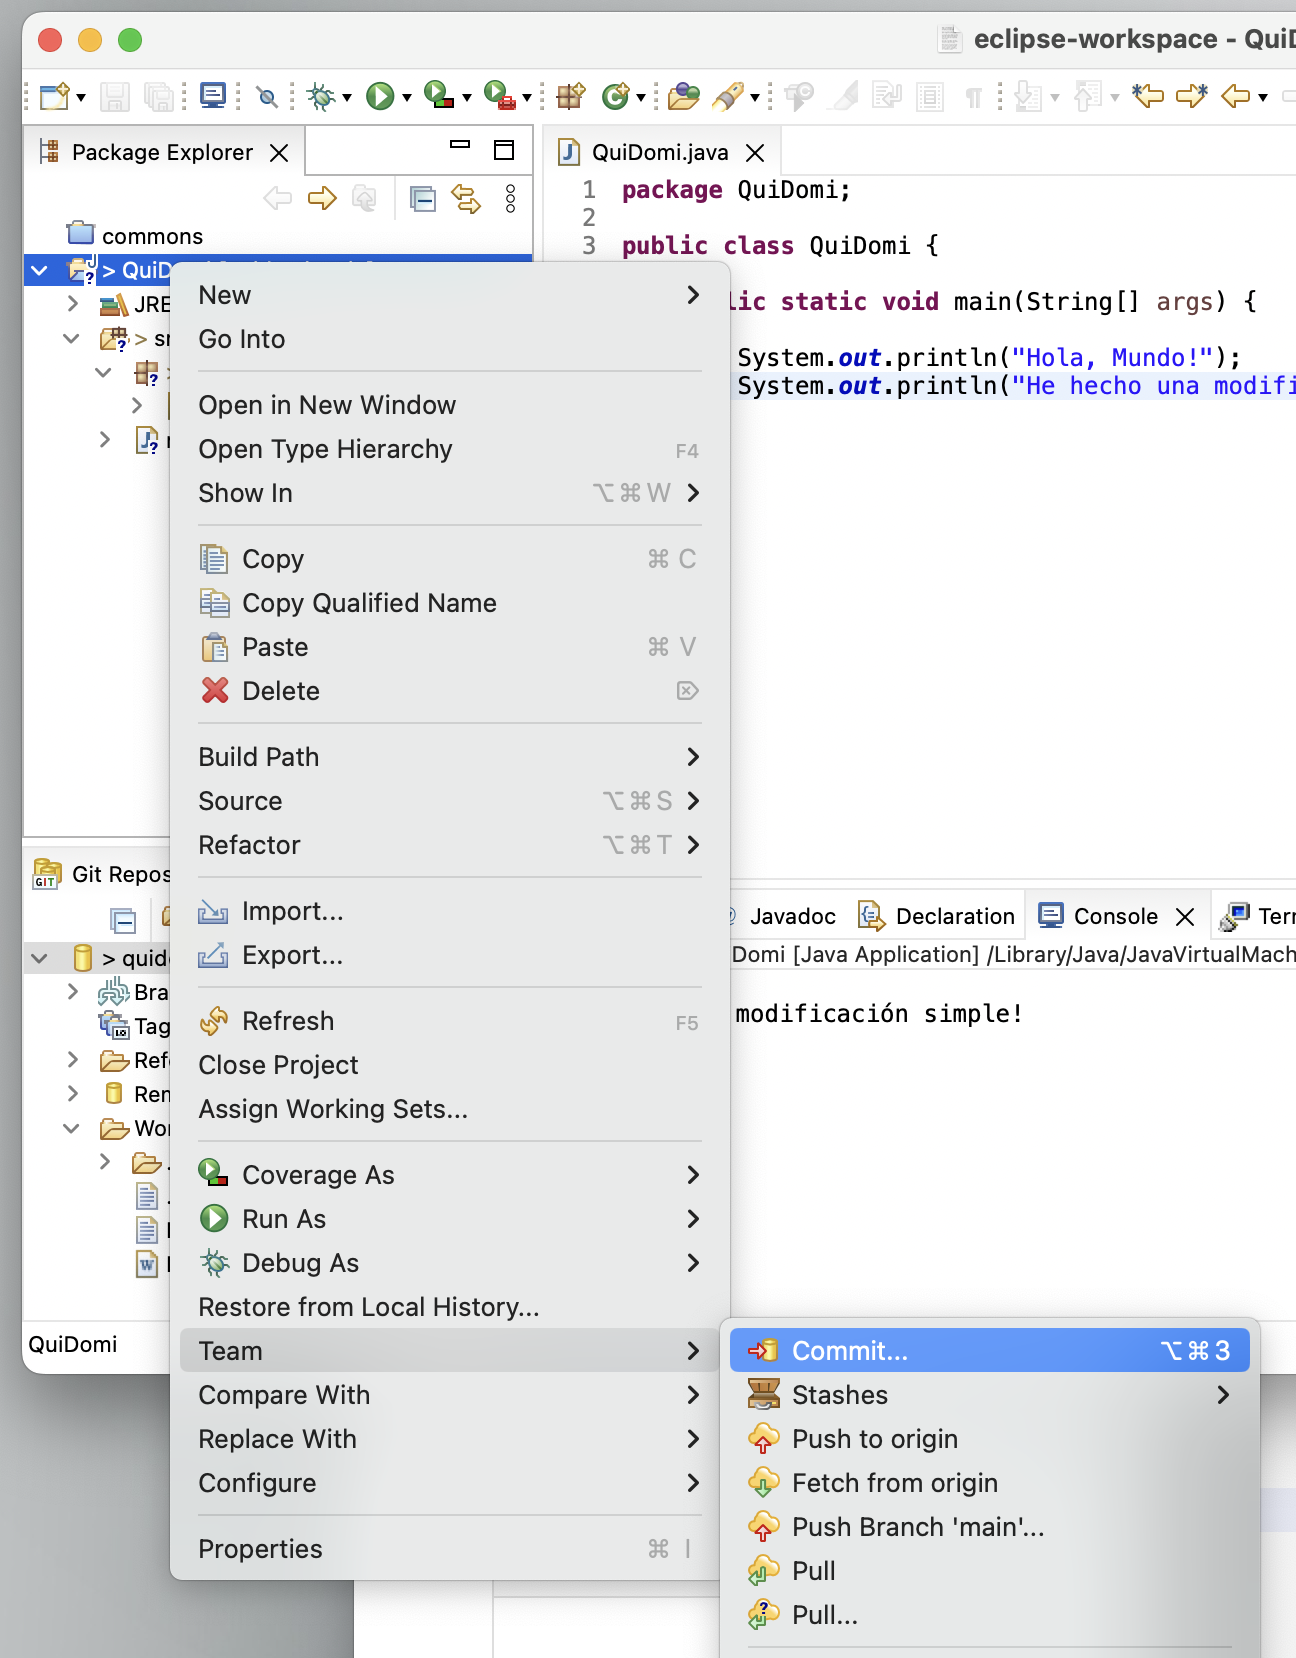 eclipse-workspace - QuiD
Package Explorer
QuiDomi.java
commons
> QuiD
JRE
>
>
1 package QuiDomi;
2
3 public class QuiDomi {
lic static void main(String[] args) {
System.out.println("Hola, Mundo!");
System.out.println("He hecho una modifi
New
Go Into
Open in New Window
Open Type Hierarchy F4
Show In ⌥⌘W
Copy ⌘ C
Copy Qualified Name
Paste ⌘ V
Delete ⌦
Build Path
Source ⌥⌘S
Refactor ⌥⌘T
Import...
Export...
Refresh F5
Close Project
Assign Working Sets...
Coverage As
Run As
Debug As
Restore from Local History...
Team
Compare With
Replace With
Configure
Properties ⌘ I
Commit... ⌥⌘3
Stashes
Push to origin
Fetch from origin
Push Branch 'main'...
Pull
Pull...
GIT Git Repos
> quid
Bra
Tag
Ref
Rem
Wor
QuiDomi
Javadoc
Declaration
Console
Terr
Domi [Java Application] /Library/Java/JavaVirtualMach
modificación simple!